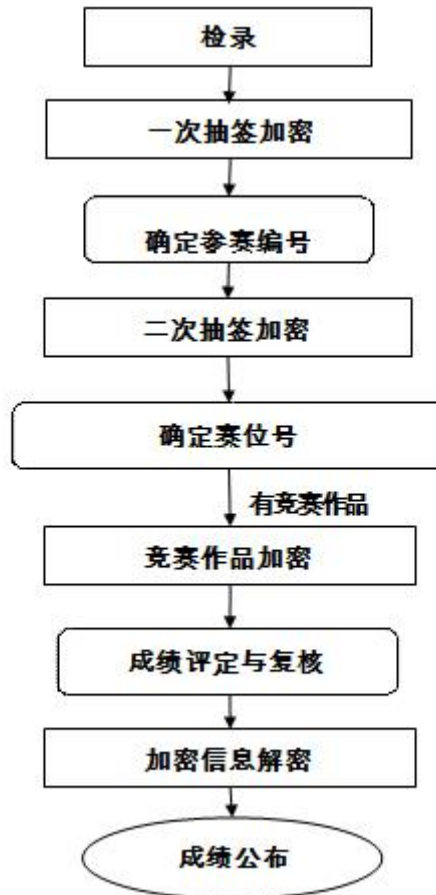 检录
一次抽签加密
确定参赛编号
二次抽签加密
确定赛位号
有竞赛作品
竞赛作品加密
成绩评定与复核
加密信息解密
成绩公布